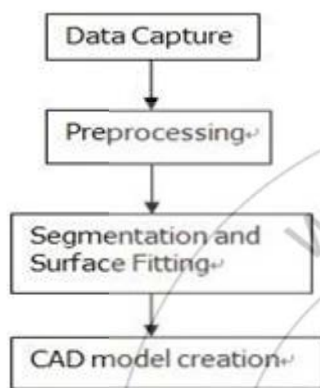 Data Capture
Preprocessing↵
Segmentation and
Surface Fitting↵
CAD model creation↵